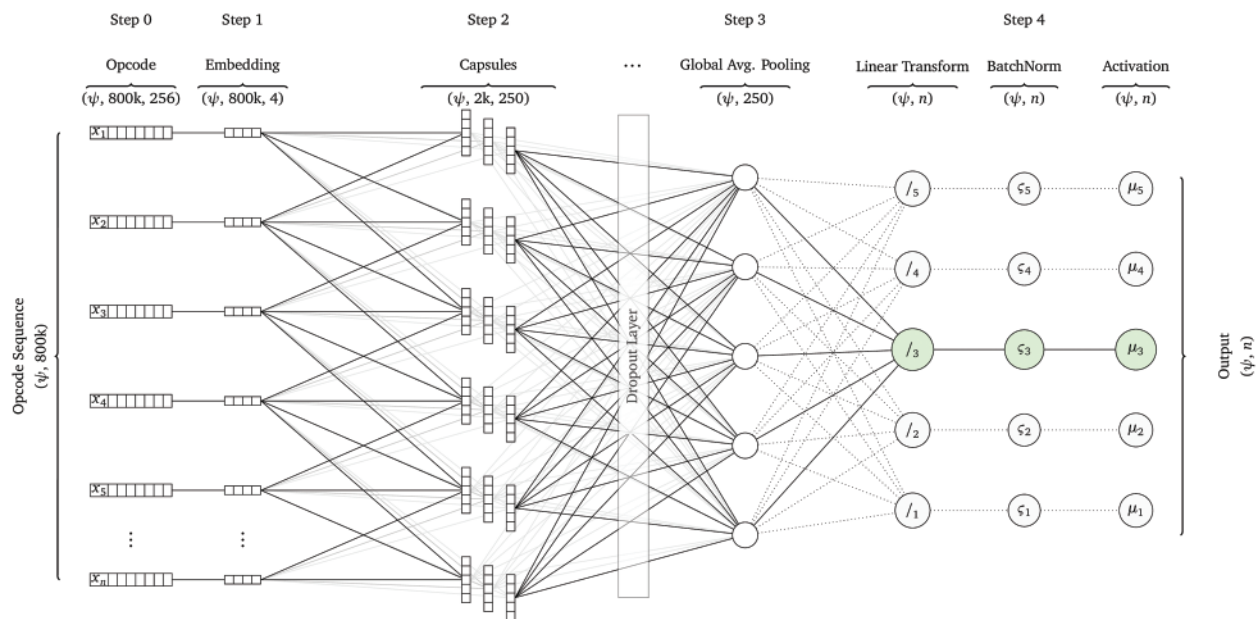 Step 0
Step 1
Step 2
Step 3
Step 4
Opcode
Embedding
Capsules
...
Global Avg. Pooling
Linear Transform
BatchNorm
Activation
(ψ, 800k, 256)
(ψ, 800k, 4)
(ψ, 2k, 250)
(ψ, 250)
(ψ, n)
(ψ, n)
(ψ, n)
Opcode Sequence
(ψ, 800k)
x₁
x₂
x₃
x₄
x₅
⋮
⋮
xₙ
Dropout Layer
/₅
ς₅
μ₅
/₄
ς₄
μ₄
/₃
ς₃
μ₃
/₂
ς₂
μ₂
/₁
ς₁
μ₁
Output
(ψ, n)